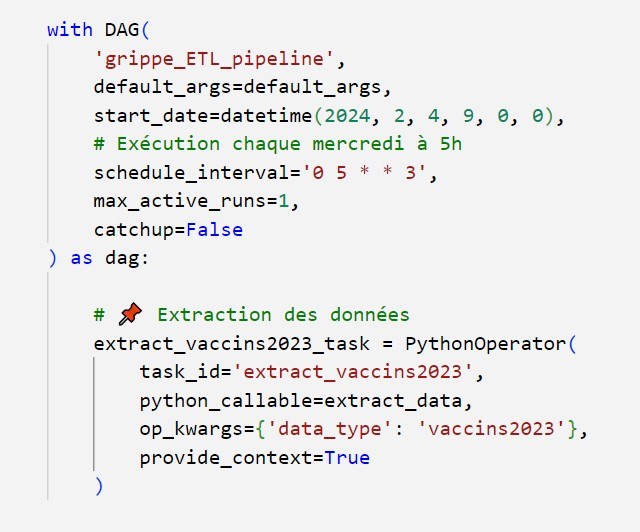 with DAG(
    'grippe_ETL_pipeline',
    default_args=default_args,
    start_date=datetime(2024, 2, 4, 9, 0, 0),
    # Exécution chaque mercredi à 5h
    schedule_interval='0 5 * * 3',
    max_active_runs=1,
    catchup=False
) as dag:

    # 📌 Extraction des données
    extract_vaccins2023_task = PythonOperator(
        task_id='extract_vaccins2023',
        python_callable=extract_data,
        op_kwargs={'data_type': 'vaccins2023'},
        provide_context=True
    )